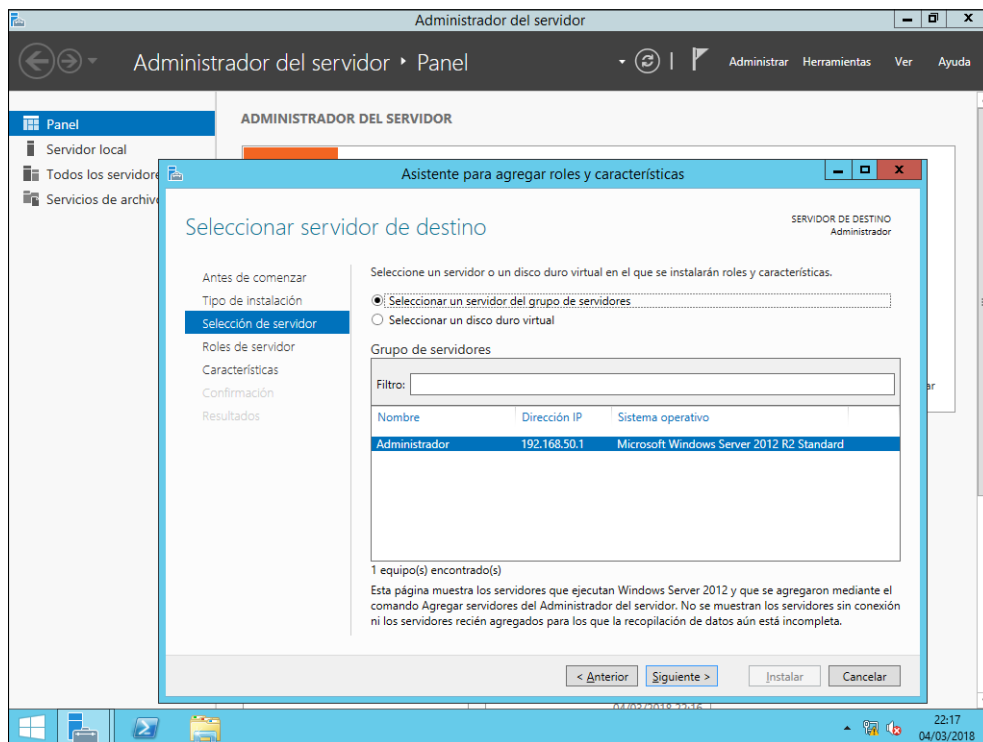 Administrador del servidor
Administrador del servidor ‣ Panel
Administrar Herramientas Ver Ayuda
Panel
Servidor local
Todos los servidore
Servicios de archiv
ADMINISTRADOR DEL SERVIDOR
Asistente para agregar roles y características
Seleccionar servidor de destino
SERVIDOR DE DESTINO
Administrador
Antes de comenzar
Tipo de instalación
Selección de servidor
Roles de servidor
Características
Confirmación
Resultados
Seleccione un servidor o un disco duro virtual en el que se instalarán roles y características.
Seleccionar un servidor del grupo de servidores
Seleccionar un disco duro virtual
Grupo de servidores
Filtro:
Nombre Dirección IP Sistema operativo
Administrador 192.168.50.1 Microsoft Windows Server 2012 R2 Standard
1 equipo(s) encontrado(s)
Esta página muestra los servidores que ejecutan Windows Server 2012 y que se agregaron mediante el
comando Agregar servidores del Administrador del servidor. No se muestran los servidores sin conexión
ni los servidores recién agregados para los que la recopilación de datos aún está incompleta.
ar
< Anterior Siguiente > Instalar Cancelar
04/03/2018 22:16
22:17
04/03/2018